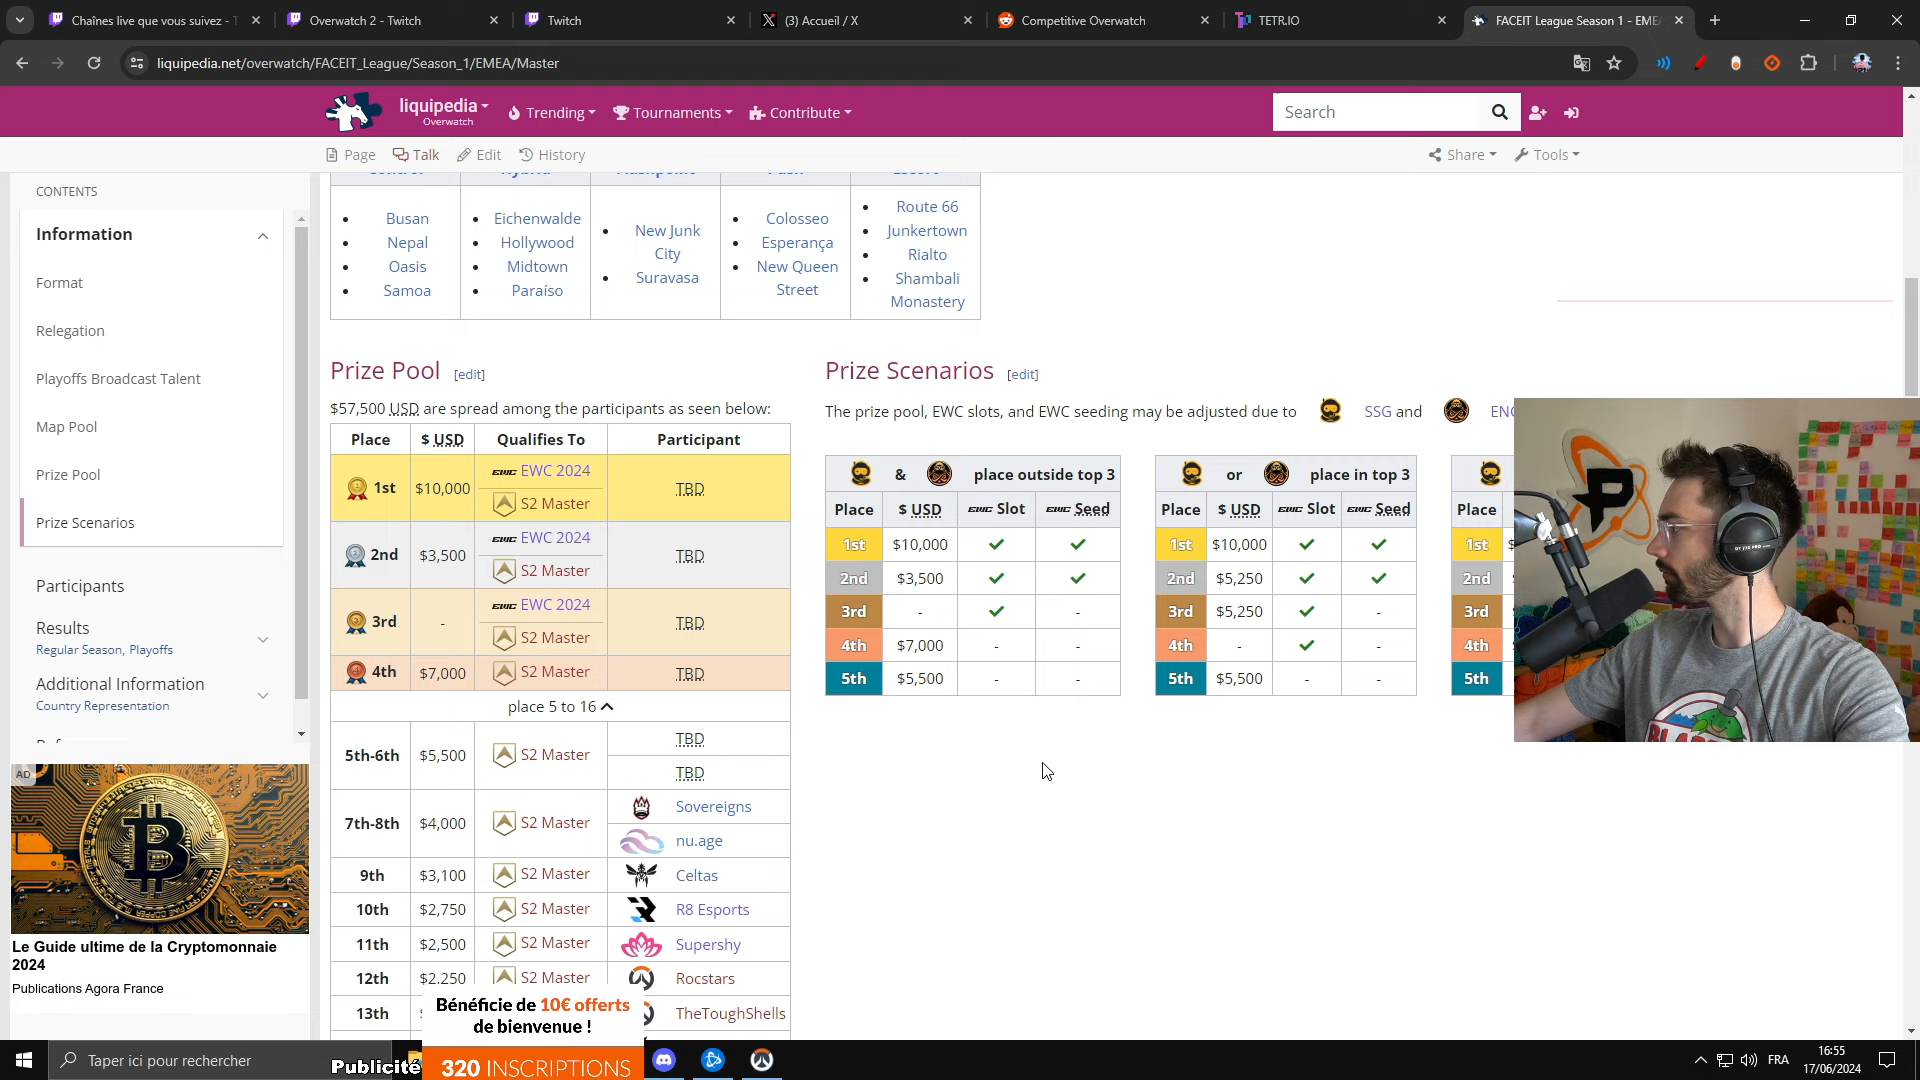 Chaînes live que vous suivez - T
Overwatch 2 - Twitch
Twitch
(3) Accueil / X
Competitive Overwatch
TETR.IO
FACEIT League Season 1 - EME
liquipedia.net/overwatch/FACEIT_League/Season_1/EMEA/Master
liquipedia
Overwatch
Trending
Tournaments
Contribute
Search
Page
Talk
Edit
History
Share
Tools
CONTENTS
Information
Format
Relegation
Playoffs Broadcast Talent
Map Pool
Prize Pool
Prize Scenarios
Participants
Results
Regular Season, Playoffs
Additional Information
Country Representation
AD
Le Guide ultime de la Cryptomonnaie
2024
Publications Agora France
Busan
Nepal
Oasis
Samoa
Eichenwalde
Hollywood
Midtown
Paraíso
New Junk
City
Suravasa
Colosseo
Esperança
New Queen
Street
Route 66
Junkertown
Rialto
Shambali
Monastery
Prize Pool [edit]
$57,500 USD are spread among the participants as seen below:
Place $ USD Qualifies To Participant
1st $10,000 EWC EWC 2024 S2 Master TBD
2nd $3,500 EWC EWC 2024 S2 Master TBD
3rd - EWC EWC 2024 S2 Master TBD
4th $7,000 S2 Master TBD
place 5 to 16
5th-6th $5,500 S2 Master TBD TBD
7th-8th $4,000 S2 Master Sovereigns nu.age
9th $3,100 S2 Master Celtas
10th $2,750 S2 Master R8 Esports
11th $2,500 S2 Master Supershy
12th $2,250 S2 Master Rocstars
13th TheToughShells
Prize Scenarios [edit]
The prize pool, EWC slots, and EWC seeding may be adjusted due to SSG and
& place outside top 3
Place $ USD EWC Slot EWC Seed
1st $10,000
2nd $3,500
3rd - -
4th $7,000 - -
5th $5,500 - -
or place in top 3
Place $ USD EWC Slot EWC Seed
1st $10,000
2nd $5,250
3rd $5,250 -
4th - -
5th $5,500 - -
Place
1st
2nd
3rd
4th
5th
DT 770 PRO
Bénéficie de 10€ offerts
de bienvenue !
320 INSCRIPTIONS
Publicité
Taper ici pour rechercher
FRA
16:55
17/06/2024